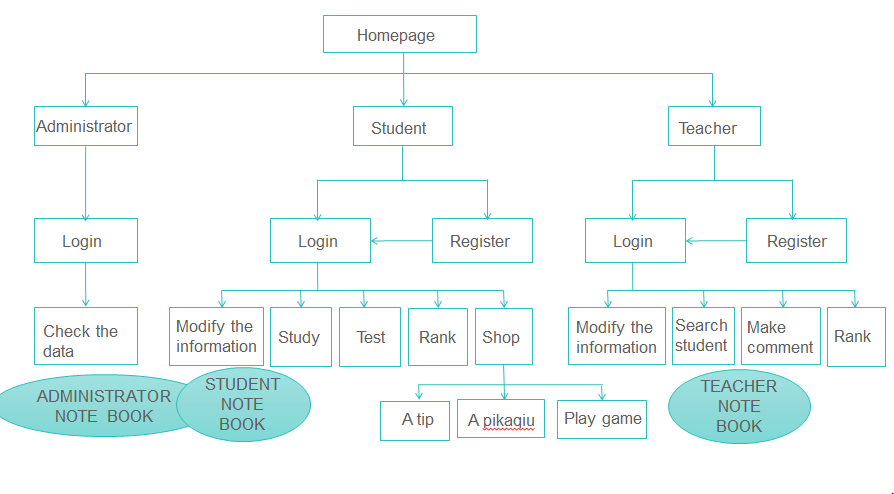 Homepage
Administrator
Student
Teacher
Login
Login
Register
Login
Register
Check the
data
Modify the
information
Study
Test
Rank
Shop
Modify the
information
Search
student
Make
comment
Rank
ADMINISTRATOR
NOTE BOOK
STUDENT
NOTE
BOOK
TEACHER
NOTE
BOOK
A tip
A pikaqiu
Play game